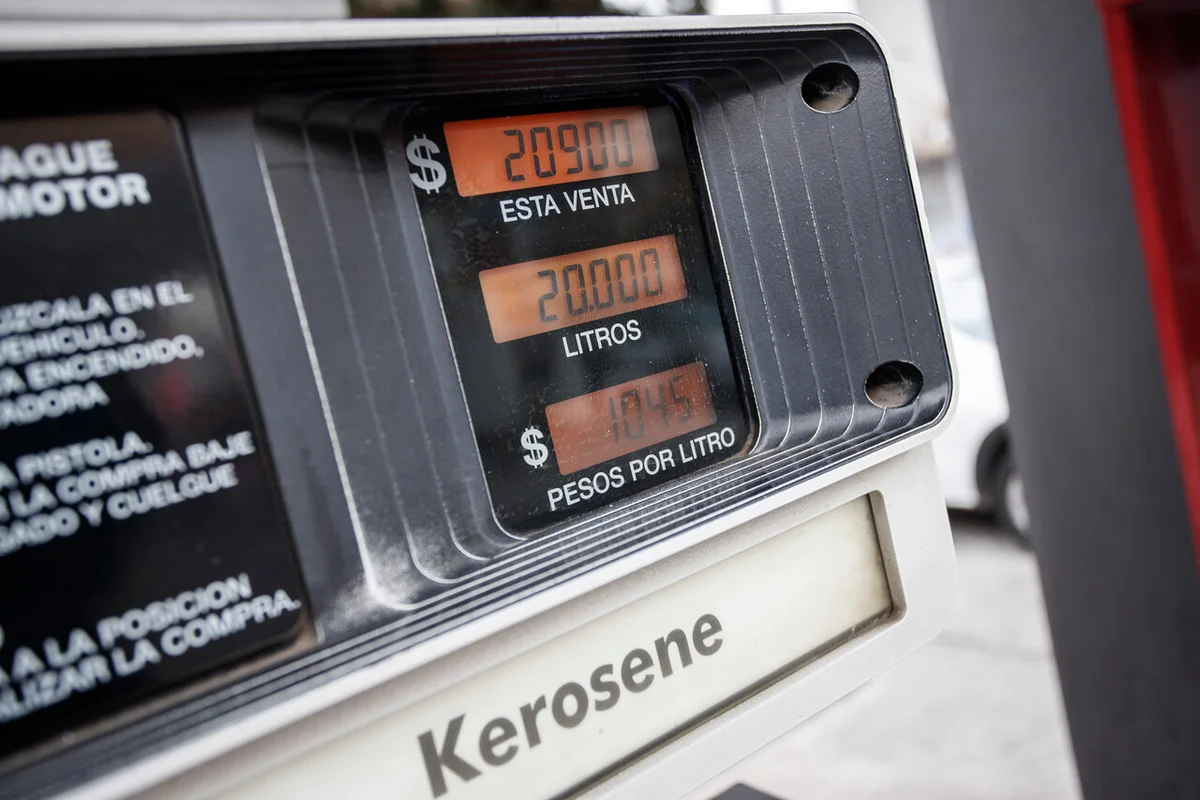 AGUE
MOTOR
UZCALA EN EL
VEHICULO.
A ENCENDIDO,
ADORA
A PISTOLA.
R LA COMPRA BAJE
GADO Y CUELGUE
A A LA POSICION
ALIZAR LA COMPRA.
$ 20900
ESTA VENTA
20.000
LITROS
$ 1045
PESOS POR LITRO
Kerosene